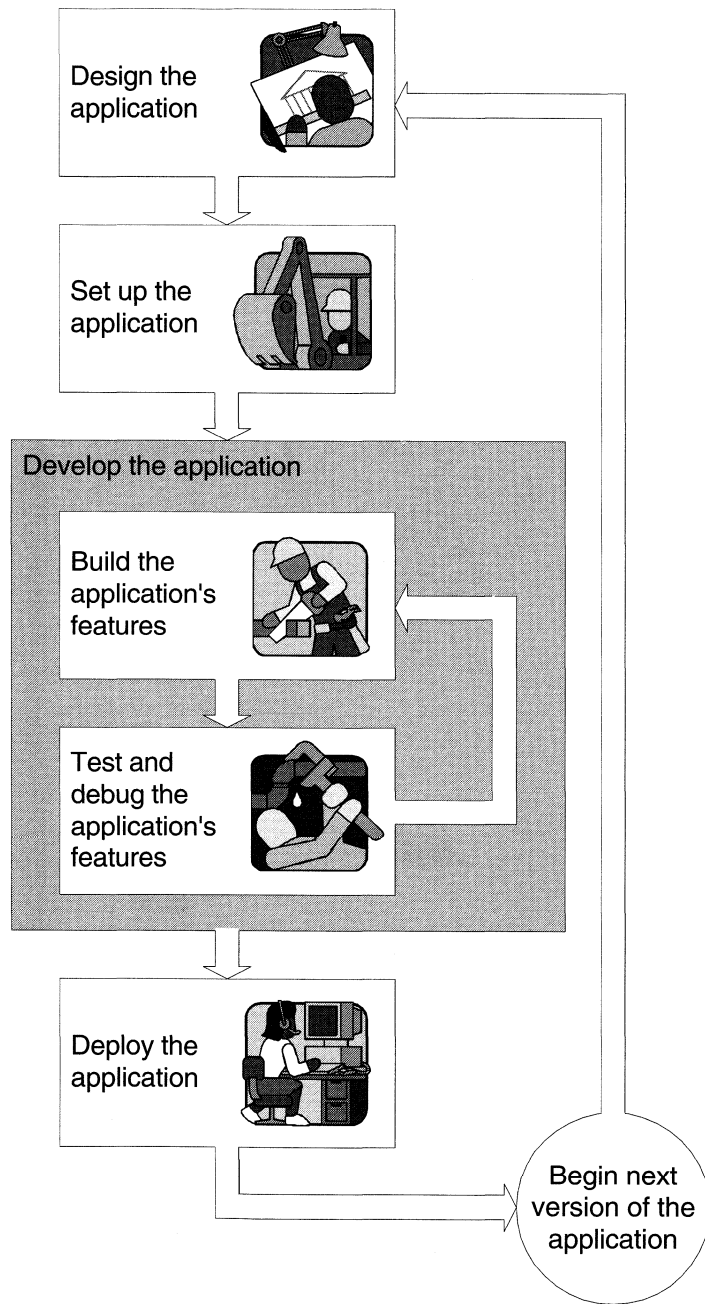 Design the
application
Set up the
application
Develop the application
Build the
application's
features
Test and
debug the
application's
features
Deploy the
application
Begin next
version of the
application